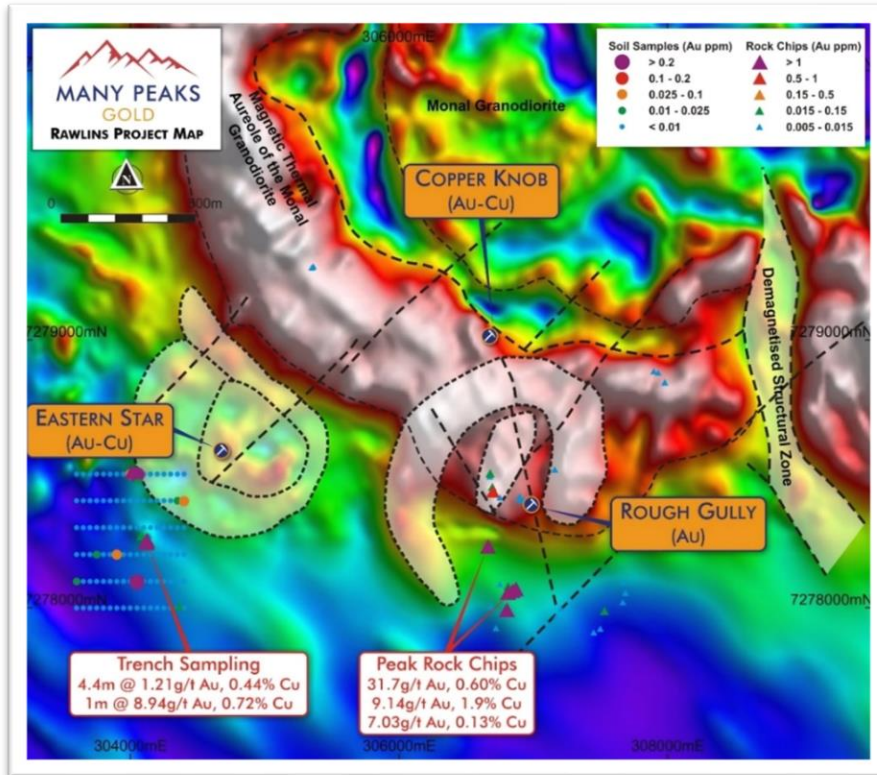 MANY PEAKS
GOLD
RAWLINS PROJECT MAP
N
0
306000mE
Soil Samples (Au ppm)
> 0.2
0.1 - 0.2
0.025 - 0.1
0.01 - 0.025
< 0.01
Rock Chips (Au ppm)
> 1
0.5 - 1
0.15 - 0.5
0.015 - 0.15
0.005 - 0.015
Magnetic Thermal
Aureole of the Monal
Granodiorite
Monal Granodiorite
COPPER KNOB
(Au-Cu)
7279000mN
7279000mN
Demagnetised Structural Zone
EASTERN STAR
(Au-Cu)
ROUGH GULLY
(Au)
7278000mN
7278000mN
Trench Sampling
4.4m @ 1.21g/t Au, 0.44% Cu
1m @ 8.94g/t Au, 0.72% Cu
Peak Rock Chips
31.7g/t Au, 0.60% Cu
9.14g/t Au, 1.9% Cu
7.03g/t Au, 0.13% Cu
304000mE
306000mE
308000mE